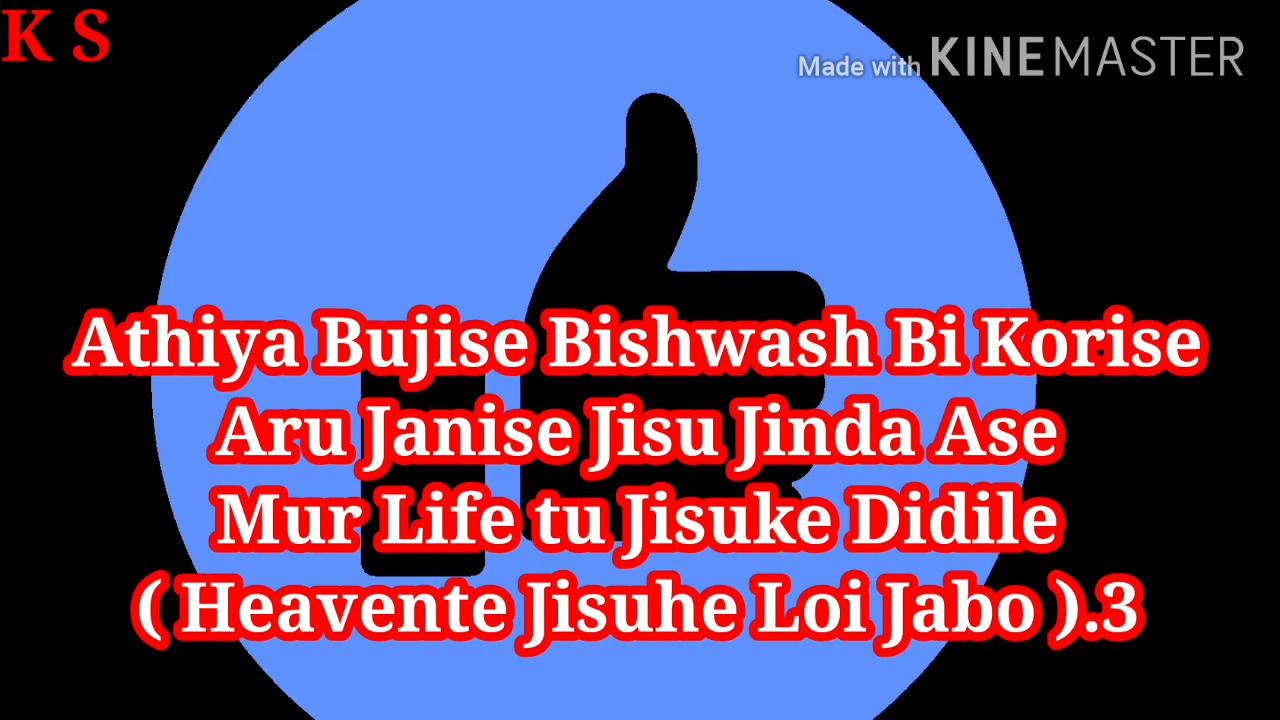 K S
Made with KINEMASTER
Athiya Bujise Bishwash Bi Korise
Aru Janise Jisu Jinda Ase
Mur Life tu Jisuke Didile
( Heavente Jisuhe Loi Jabo ).3